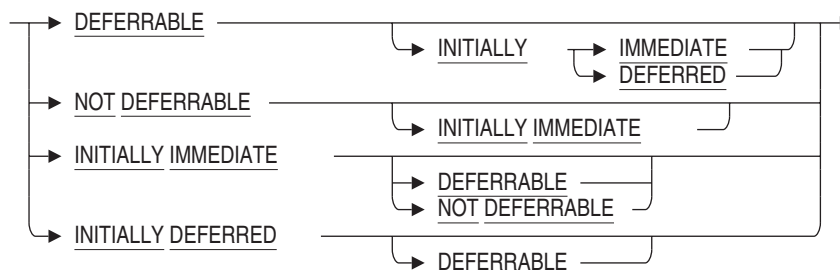 DEFERRABLE
INITIALLY IMMEDIATE
DEFERRED
NOT DEFERRABLE
INITIALLY IMMEDIATE
INITIALLY IMMEDIATE
DEFERRABLE
NOT DEFERRABLE
INITIALLY DEFERRED
DEFERRABLE